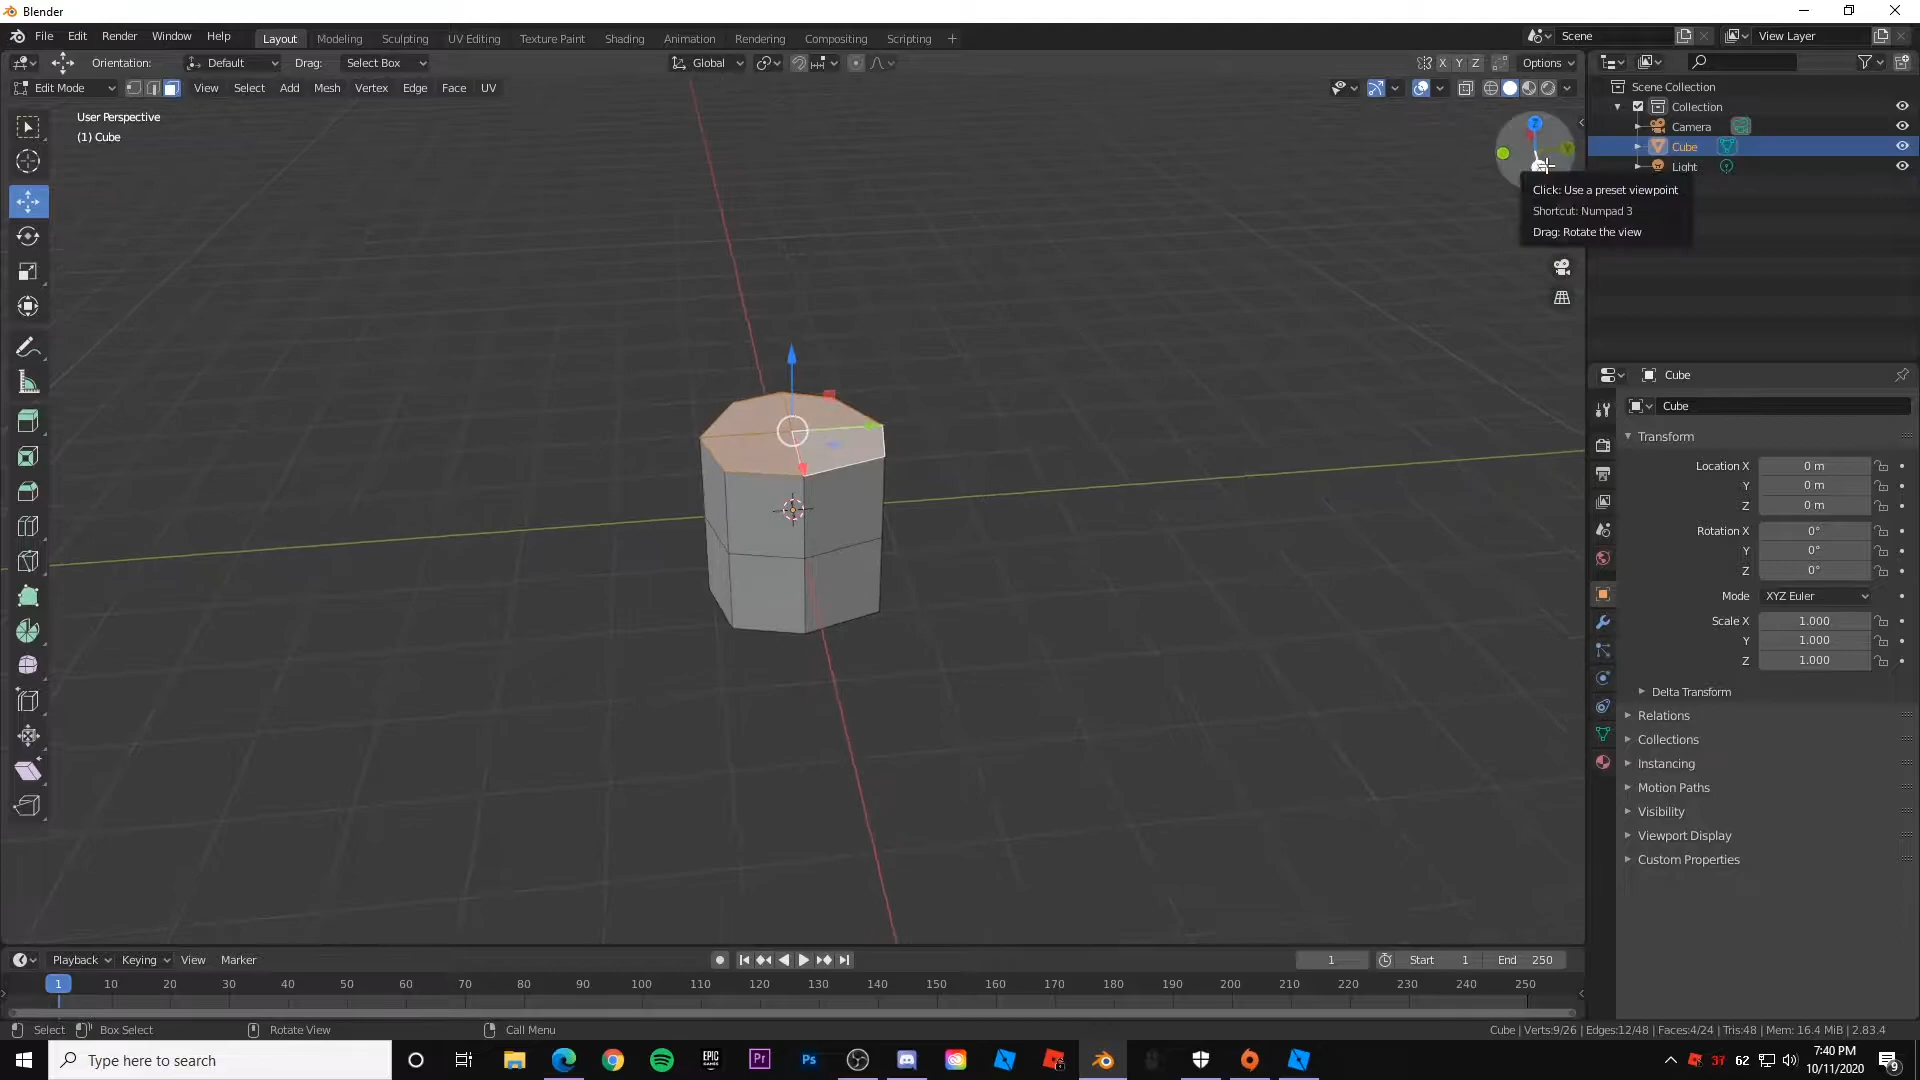 Blender
File Edit Render Window Help
Layout Modeling Sculpting UV Editing Texture Paint Shading Animation Rendering Compositing Scripting +
Scene
View Layer
Orientation: Default Drag: Select Box
Global
X Y Z Options
Edit Mode View Select Add Mesh Vertex Edge Face UV
User Perspective
(1) Cube
Z
Y
Click: Use a preset viewpoint
Shortcut: Numpad 3
Drag: Rotate the view
Scene Collection
Collection
Camera
Cube
Light
Cube
Cube
Transform
Location X 0 m
Y 0 m
Z 0 m
Rotation X 0°
Y 0°
Z 0°
Mode XYZ Euler
Scale X 1.000
Y 1.000
Z 1.000
Delta Transform
Relations
Collections
Instancing
Motion Paths
Visibility
Viewport Display
Custom Properties
Playback Keying View Marker
1 Start 1 End 250
1 10 20 30 40 50 60 70 80 90 100 110 120 130 140 150 160 170 180 190 200 210 220 230 240 250
Select Box Select Rotate View Call Menu
Cube | Verts:9/26 | Edges:12/48 | Faces:4/24 | Tris:48 | Mem: 16.4 MiB | 2.83.4
Type here to search
EPIC GAMES
Pr
Ps
37 62
7:40 PM
10/11/2020
9